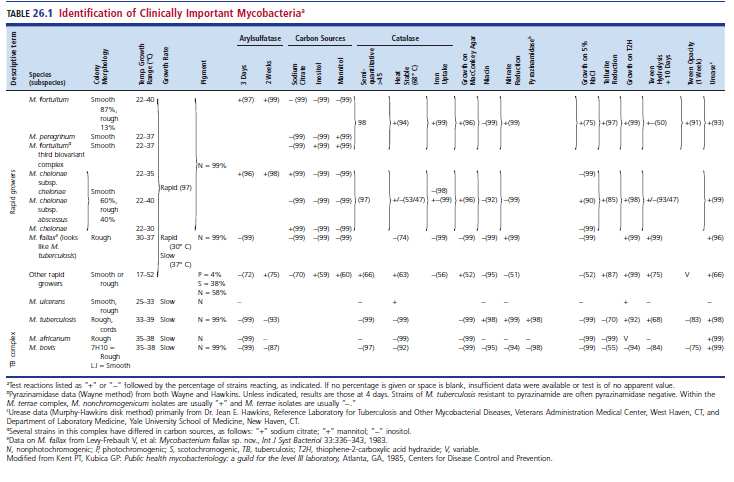 TABLE 26.1 Identification of Clinically Important Mycobacteriaᵃ
Arylsulfatase Carbon Sources Catalase
Descriptive term
Species (subspecies)
Colony Morphology
Temp Growth Range (°C)
Growth Rate
Pigment
3 Days
2 Weeks
Sodium Citrate
Inositol
Mannitol
Semi-quantitative >45
Heat Stable (68° C)
Iron Uptake
Growth on MacConkey Agar
Niacin
Nitrate Reduction
Pyrazinamidaseᵇ
Growth on 5% NaCl
Tellurite Reduction
Growth on T2H
Tween Hydrolysis + 10 Days
Tween Opacity (1 Week)
Ureaseᶜ
Rapid growers
M. fortuitum Smooth 22–40 +(97) +(99) –(99) –(99) –(99)
87%,
rough
13%
98 +(94) +(99) +(96) –(99) +(99) +(75) +(97) +(99) +–(50) +(91) +(93)
M. peregrinum Smooth 22–37 –(99) –(99) +(99)
M. fortuitum Smooth 22–37 –(99) +(99) +(99)
third biovariant
complex
N = 99%
M. chelonae 22–35 +(96) +(98) +(99) –(99) –(99) –(99)
subsp.
chelonae Smooth Rapid (97) –(98)
M. chelonae 60%, 22–40 –(99) –(99) –(99) (97) +/–(53/47) +–(99) +(96) –(92) –(99) +(90) +(85) +(98) +/–(93/47) +(99)
subsp. rough
abscessus 40%
M. chelonae 22–30 +(99) –(99) –(99) –(99)
M. fallaxᵉ (looks Rough 30–37 Rapid N = 99% –(99) –(99) –(99) –(99) –(74) –(99) –(99) –(99) +(99) –(99) +(99) +(99) +(96)
like M. (30° C)
tuberculosis) Slow
(37° C)
Other rapid Smooth or 17–52 P = 4% –(72) +(75) –(70) +(59) +(60) +(66) +(63) –(56) +(52) –(95) –(51) –(52) +(87) +(99) +(75) V +(66)
growers rough S = 38%
N = 58%
M. ulcerans Smooth, 25–33 Slow N – – + – – – + – –
rough
TB complex
M. tuberculosis Rough, 33–39 Slow N = 99% –(99) –(93) –(99) –(99) –(99) +(98) +(99) +(98) –(99) –(70) +(92) +(68) –(83) +(98)
cords
M. africanum Rough 35–38 Slow N –(99) – –(99) –(99) – – –(99) –(99) V +(99)
M. bovis 7H10 = 35–38 Slow N = 99% –(99) –(87) –(97) –(92) –(99) –(95) –(94) –(98) –(99) –(55) –(94) –(84) –(75) +(99)
Rough
LJ = Smooth
ᵃTest reactions listed as “+” or “–” followed by the percentage of strains reacting, as indicated. If no percentage is given or space is blank, insufficient data were available or test is of no apparent value.
ᵇPyrazinamidase data (Wayne method) from both Wayne and Hawkins. Unless indicated, results are those at 4 days. Strains of M. tuberculosis resistant to pyrazinamide are often pyrazinamidase negative. Within the
M. terrae complex, M. nonchromogenicum isolates are usually “+” and M. terrae isolates are usually “–.”
ᶜUrease data (Murphy-Hawkins disk method) primarily from Dr. Jean E. Hawkins, Reference Laboratory for Tuberculosis and Other Mycobacterial Diseases, Veterans Administration Medical Center, West Haven, CT, and
Department of Laboratory Medicine, Yale University School of Medicine, New Haven, CT.
Several strains in this complex have differed in carbon sources, as follows: “+” sodium citrate; “+” mannitol; “–” inositol.
ᵉData on M. fallax from Levy-Frebault V, et al: Mycobacterium fallax sp. nov., Int J Syst Bacteriol 33:336–343, 1983.
N, nonphotochromogenic; P, photochromogenic; S, scotochromogenic, TB, tuberculosis; T2H, thiophene-2-carboxylic acid hydrazide; V, variable.
Modified from Kent PT, Kubica GP: Public health mycobacteriology: a guild for the level III laboratory, Atlanta, GA, 1985, Centers for Disease Control and Prevention.